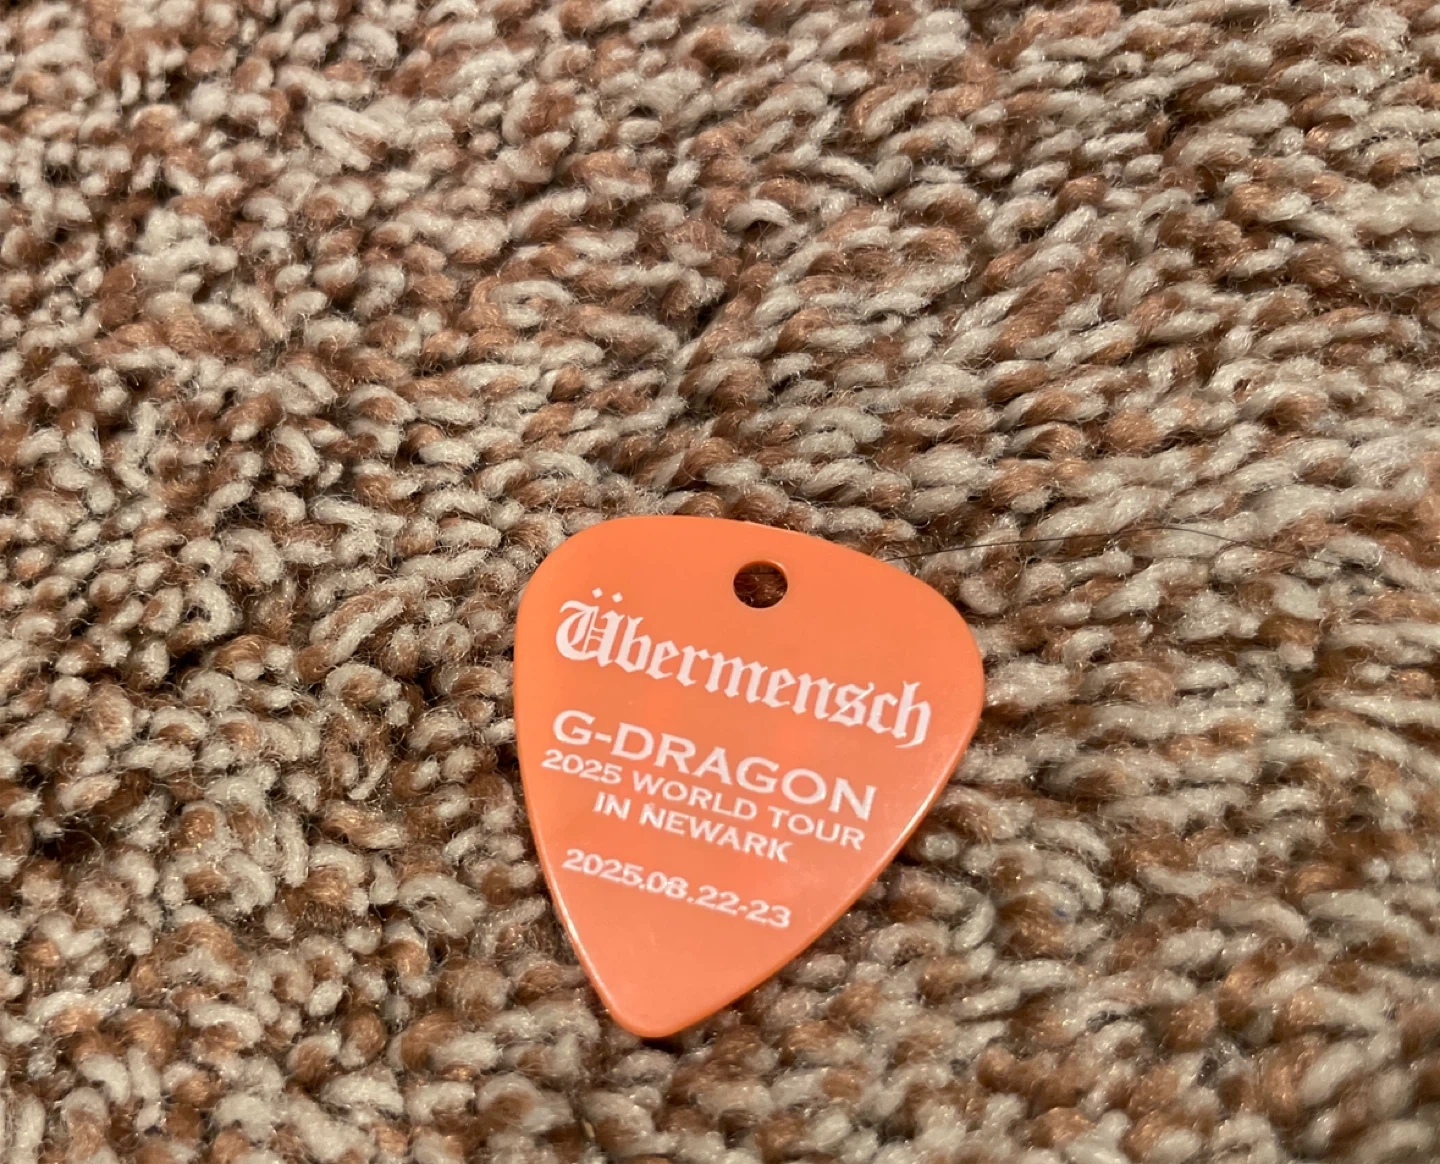 Übermensch
G-DRAGON
2025 WORLD TOUR
IN NEWARK
2025.08.22-23